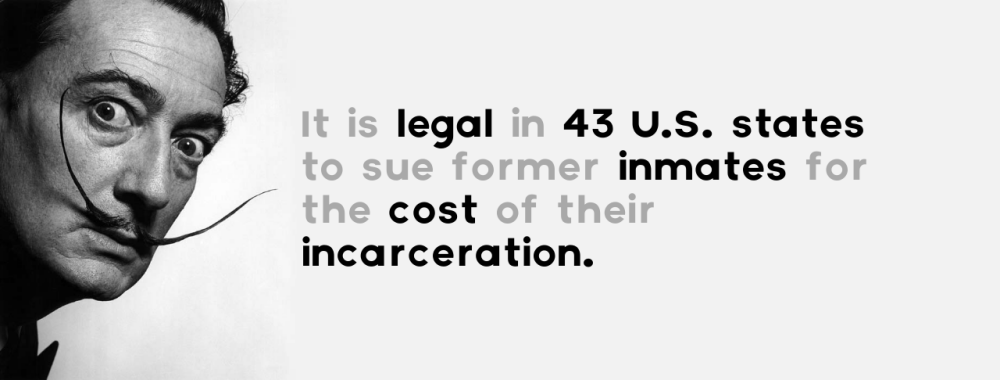 It is legal in 43 U.S. states
to sue former inmates for
the cost of their
incarceration.